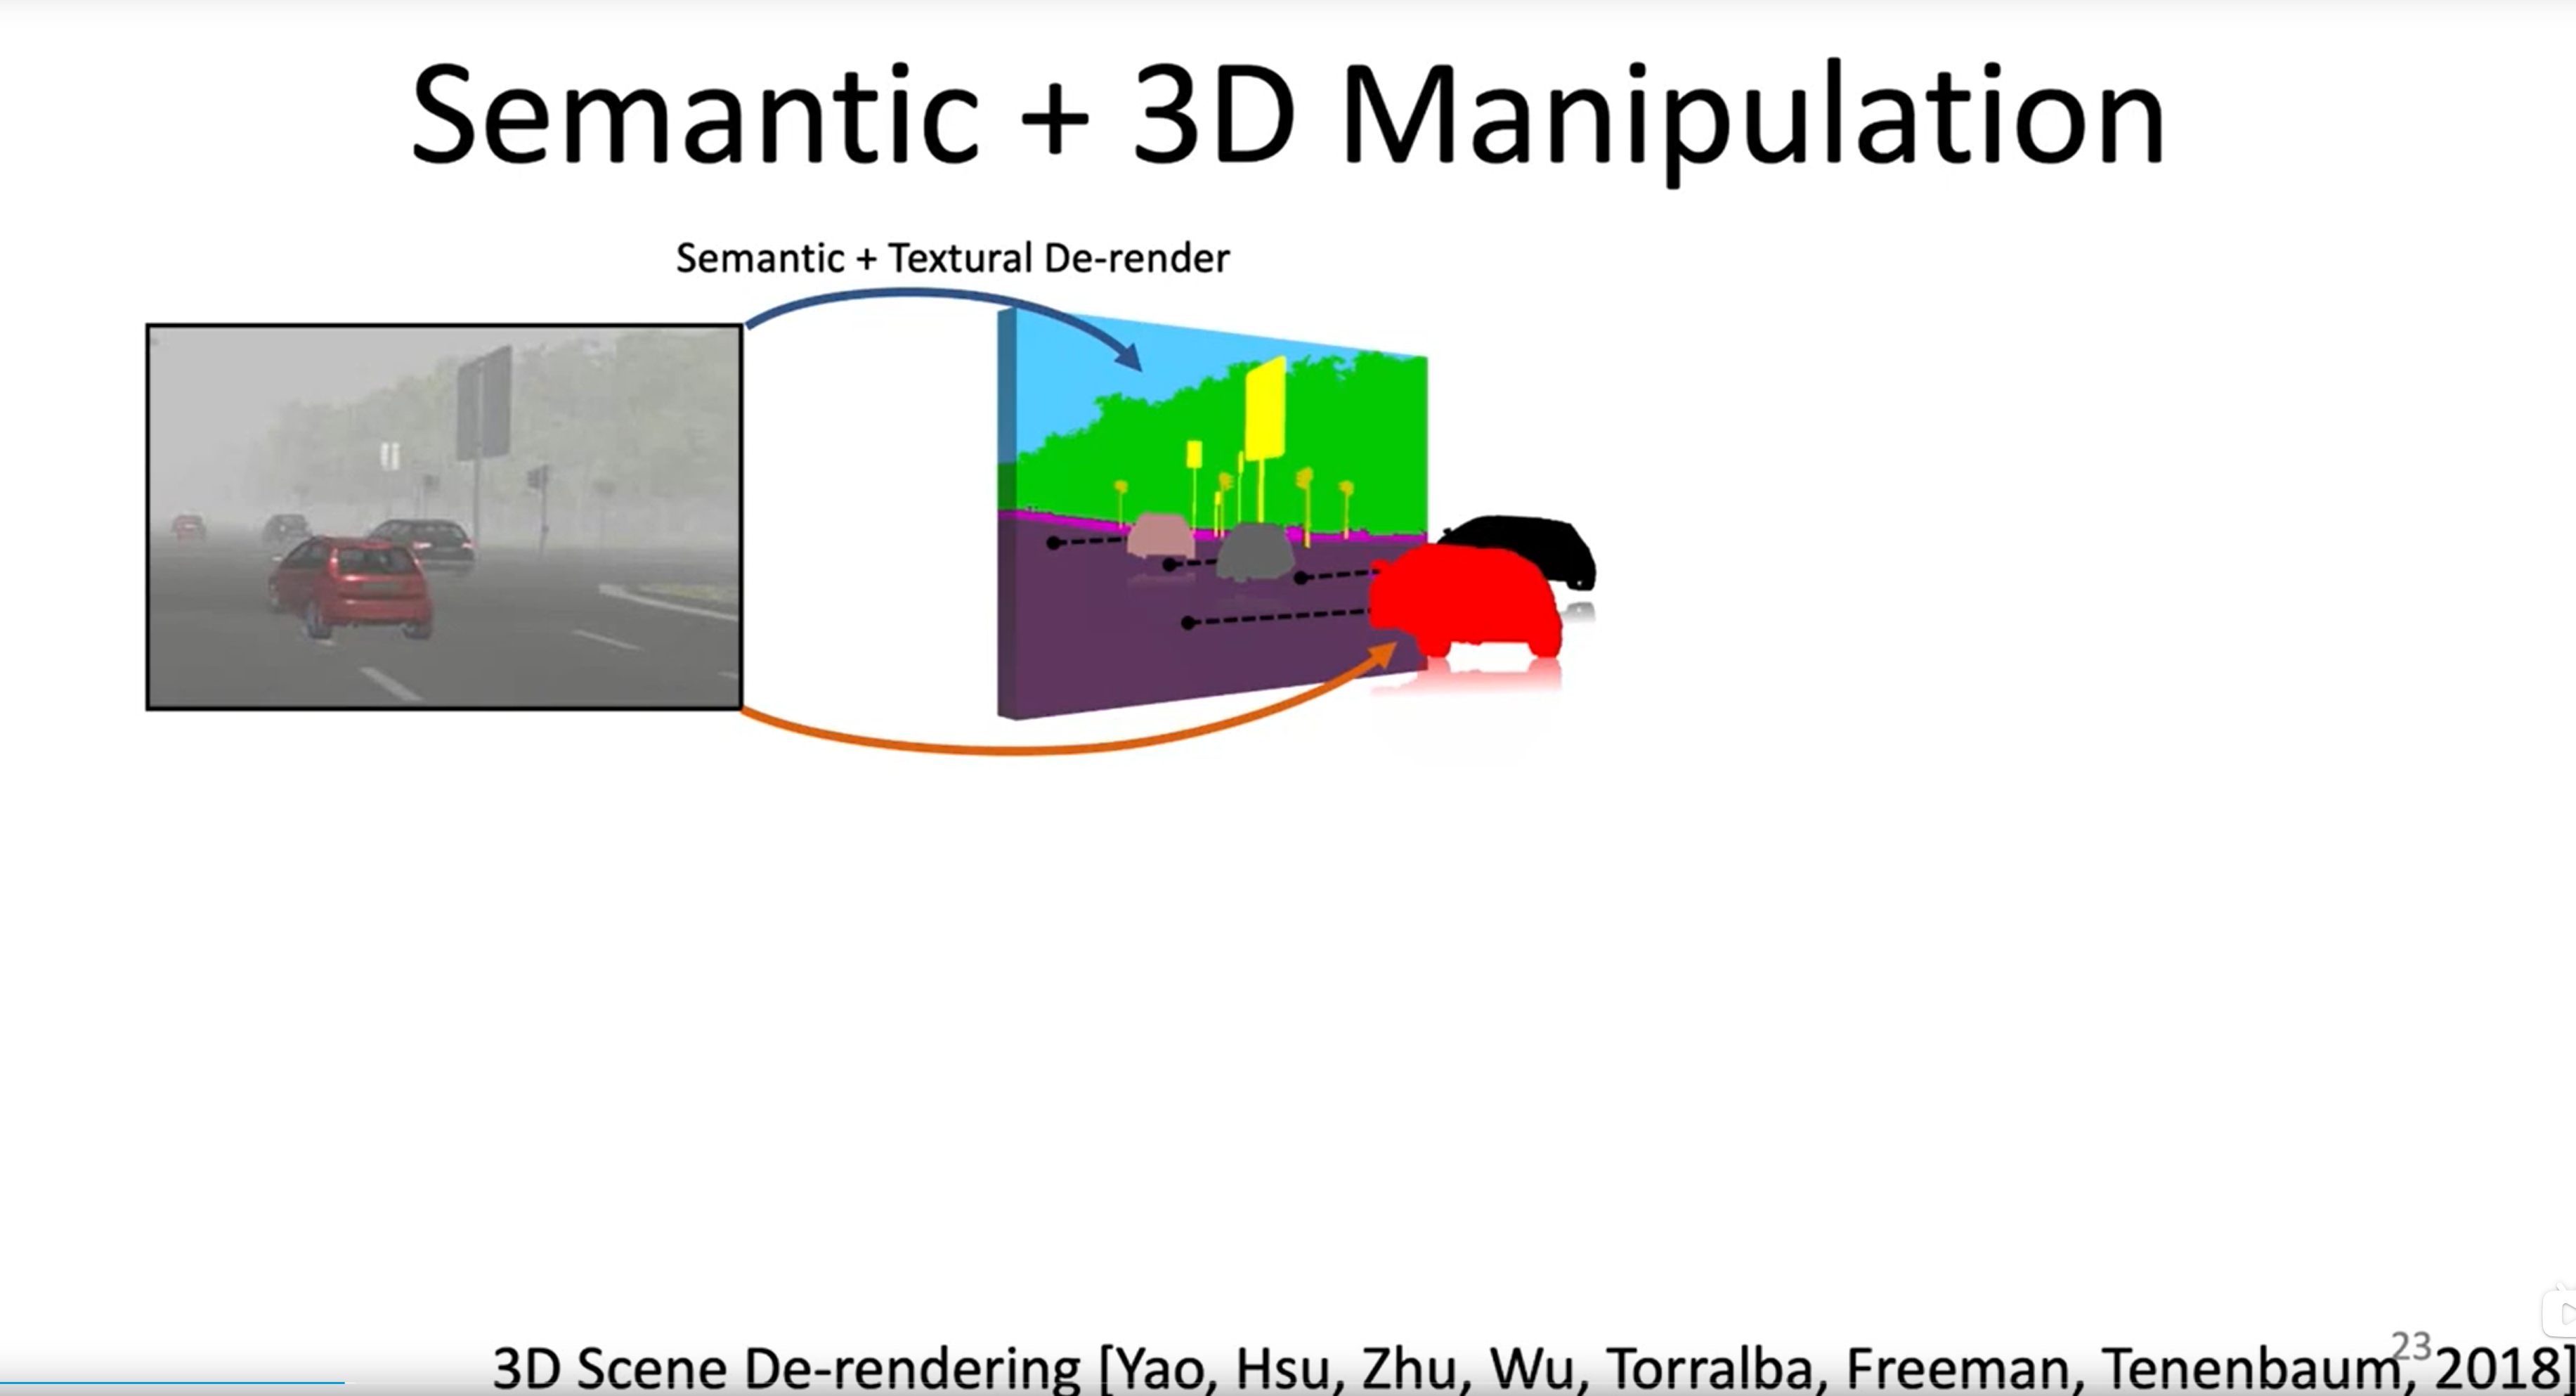 Semantic + 3D Manipulation
Semantic + Textural De-render
23
3D Scene De-rendering [Yao, Hsu, Zhu, Wu, Torralba, Freeman, Tenenbaum, 2018]